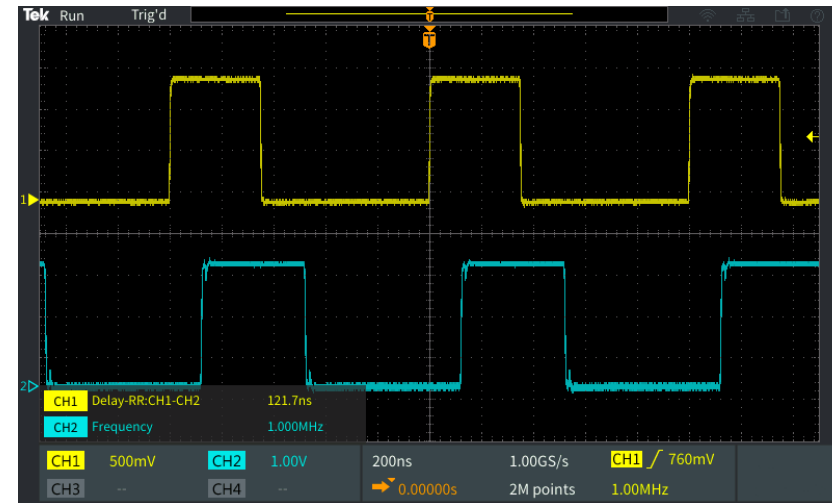 Tek Run Trig'd
T
T
1
2
CH1 Delay-RR:CH1-CH2 121.7ns
CH2 Frequency 1.000MHz
CH1 500mV CH2 1.00V 200ns 1.00GS/s CH1 760mV
CH3 -- CH4 -- 0.00000s 2M points 1.00MHz